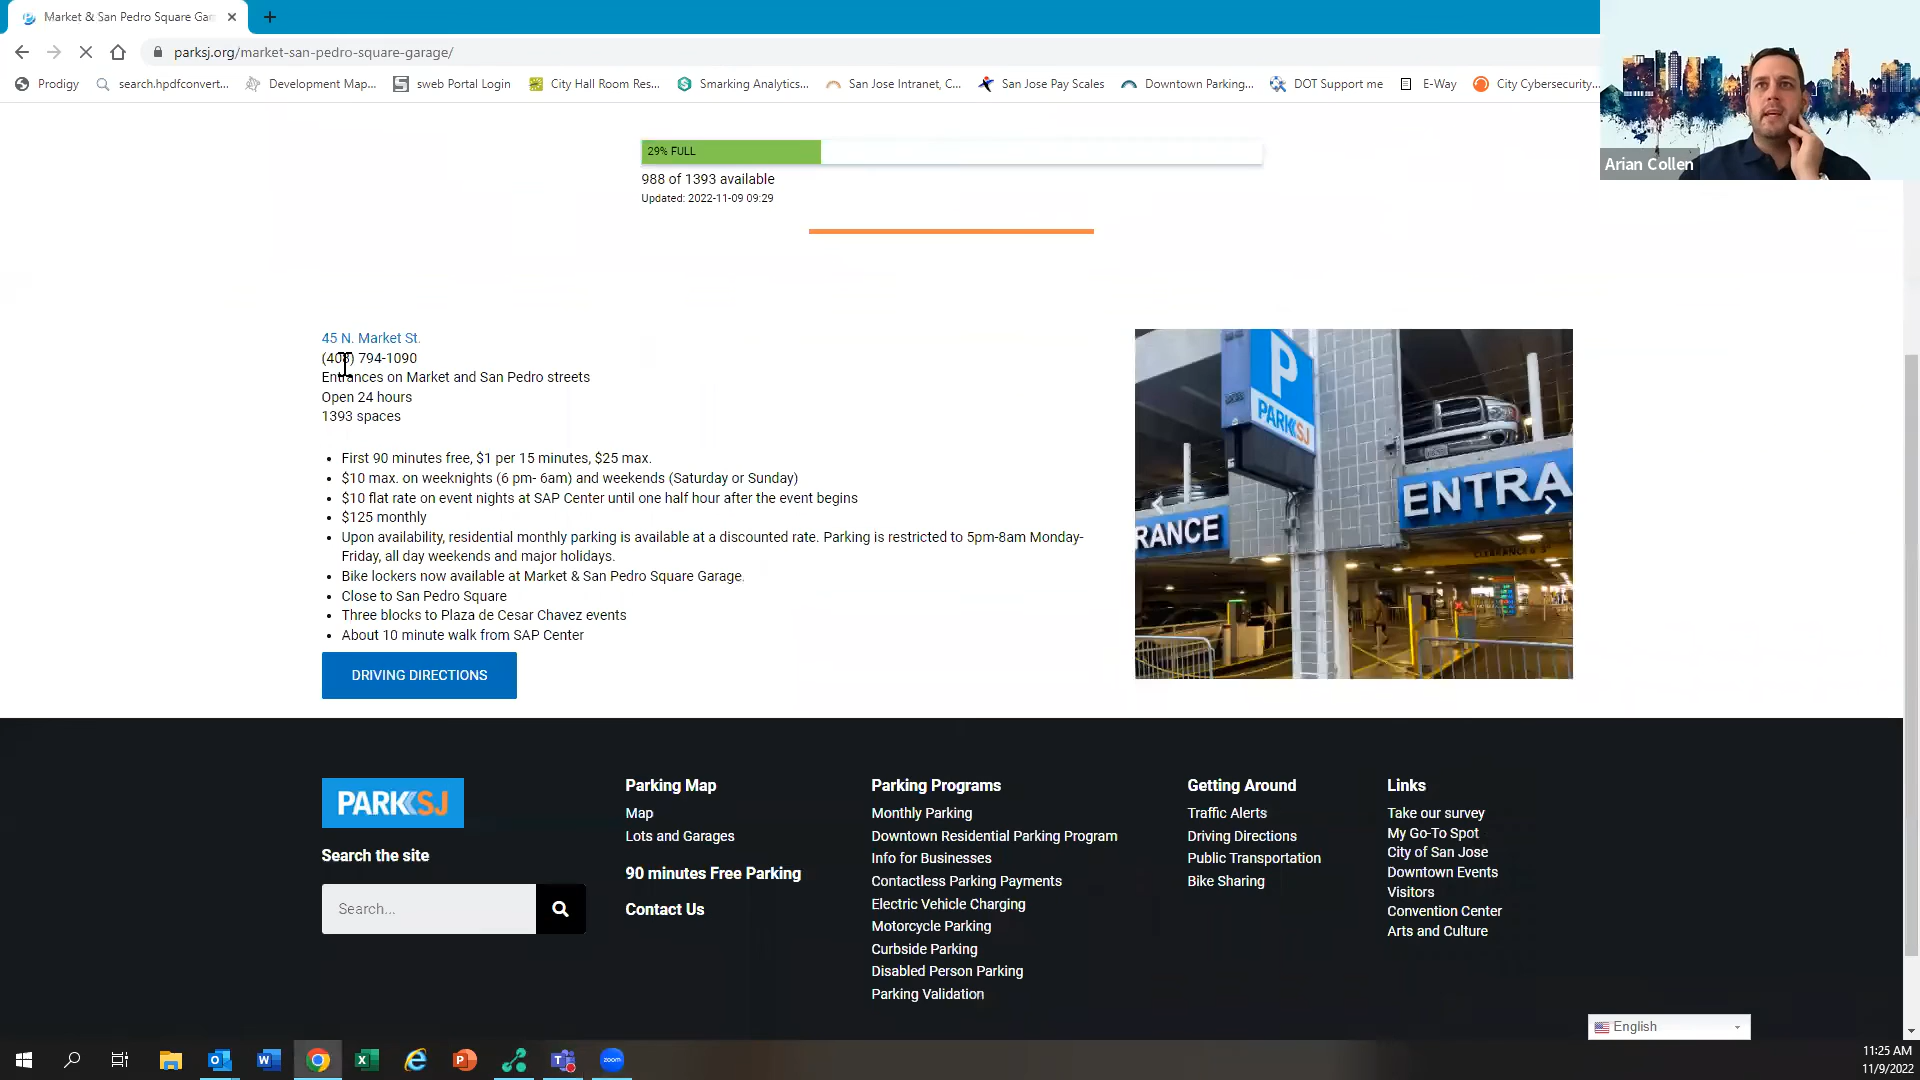 Market & San Pedro Square Gar
parksj.org/market-san-pedro-square-garage/
Prodigy
search.hpdfconvert...
Development Map...
sweb Portal Login
City Hall Room Res...
Smarking Analytics...
San Jose Intranet, C...
San Jose Pay Scales
Downtown Parking...
DOT Support me
E-Way
City Cybersecurity...
Arian Collen
29% FULL
988 of 1393 available
Updated: 2022-11-09 09:29
45 N. Market St.
(408) 794-1090
Entrances on Market and San Pedro streets
Open 24 hours
1393 spaces
• First 90 minutes free, $1 per 15 minutes, $25 max.
• $10 max. on weeknights (6 pm- 6am) and weekends (Saturday or Sunday)
• $10 flat rate on event nights at SAP Center until one half hour after the event begins
• $125 monthly
• Upon availability, residential monthly parking is available at a discounted rate. Parking is restricted to 5pm-8am Monday-
Friday, all day weekends and major holidays.
• Bike lockers now available at Market & San Pedro Square Garage.
• Close to San Pedro Square
• Three blocks to Plaza de Cesar Chavez events
• About 10 minute walk from SAP Center
DRIVING DIRECTIONS
P
PARKSJ
ENTRA
RANCE
PARKSJ
Search the site
Search...
Parking Map
Map
Lots and Garages
90 minutes Free Parking
Contact Us
Parking Programs
Monthly Parking
Downtown Residential Parking Program
Info for Businesses
Contactless Parking Payments
Electric Vehicle Charging
Motorcycle Parking
Curbside Parking
Disabled Person Parking
Parking Validation
Getting Around
Traffic Alerts
Driving Directions
Public Transportation
Bike Sharing
Links
Take our survey
My Go-To Spot
City of San Jose
Downtown Events
Visitors
Convention Center
Arts and Culture
English
zoom
11:25 AM
11/9/2022